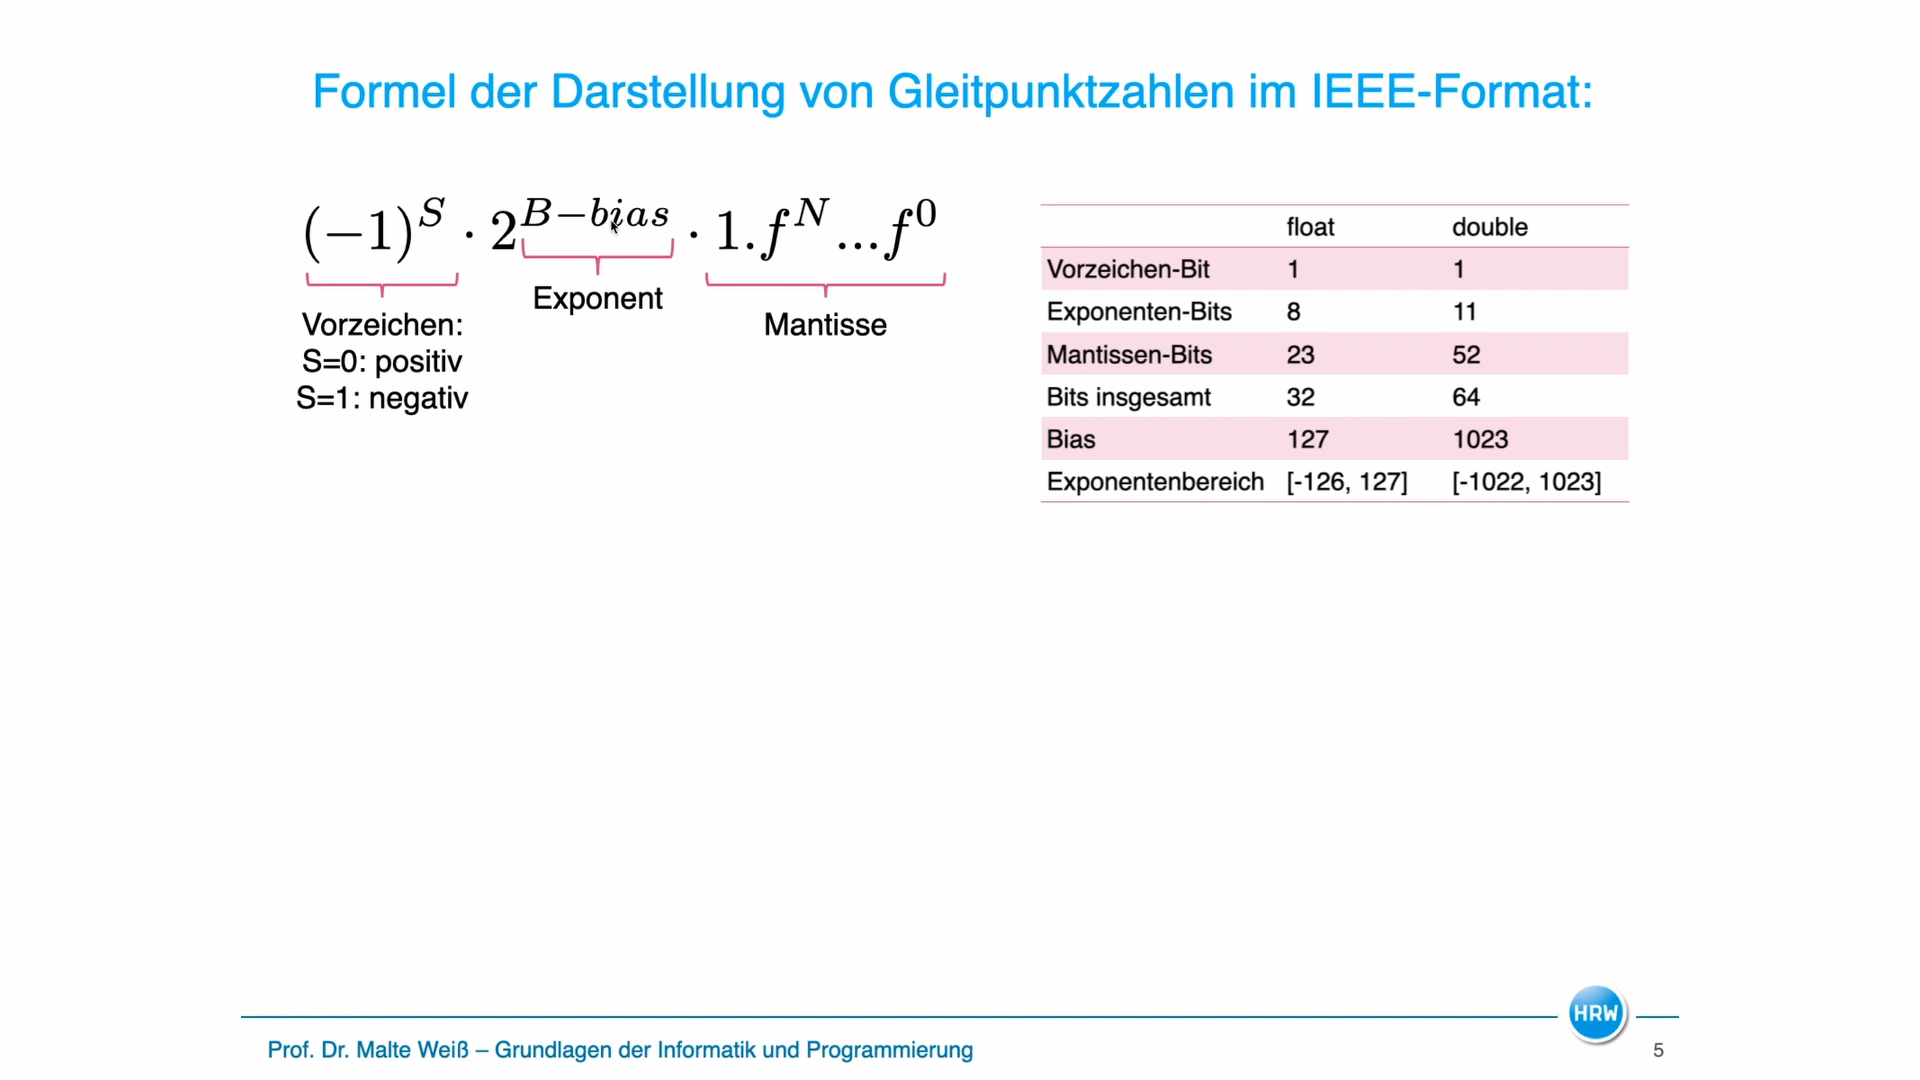 Formel der Darstellung von Gleitpunktzahlen im IEEE-Format:
(−1)^S · 2^{B−bias} · 1.f^N...f^0
Exponent
Mantisse
Vorzeichen:
S=0: positiv
S=1: negativ
float double
Vorzeichen-Bit 1 1
Exponenten-Bits 8 11
Mantissen-Bits 23 52
Bits insgesamt 32 64
Bias 127 1023
Exponentenbereich [-126, 127] [-1022, 1023]
HRW
Prof. Dr. Malte Weiß – Grundlagen der Informatik und Programmierung 5